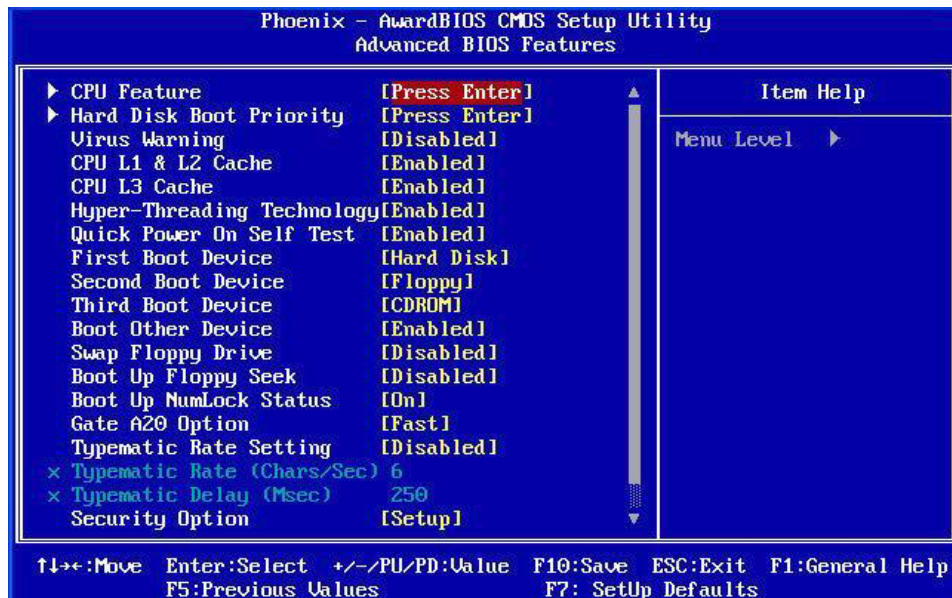 Phoenix - AwardBIOS CMOS Setup Utility
Advanced BIOS Features
CPU Feature [Press Enter]
Hard Disk Boot Priority [Press Enter]
Virus Warning [Disabled]
CPU L1 & L2 Cache [Enabled]
CPU L3 Cache [Enabled]
Hyper-Threading Technology[Enabled]
Quick Power On Self Test [Enabled]
First Boot Device [Hard Disk]
Second Boot Device [Floppy]
Third Boot Device [CDROM]
Boot Other Device [Enabled]
Swap Floppy Drive [Disabled]
Boot Up Floppy Seek [Disabled]
Boot Up NumLock Status [On]
Gate A20 Option [Fast]
Typematic Rate Setting [Disabled]
x Typematic Rate (Chars/Sec) 6
x Typematic Delay (Msec) 250
Security Option [Setup]
Item Help
Menu Level
↑↓→←:Move Enter:Select +/-/PU/PD:Value F10:Save ESC:Exit F1:General Help
F5:Previous Values F7: SetUp Defaults